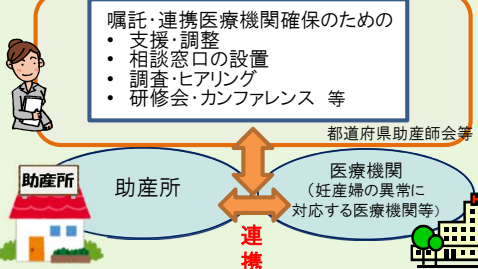 嘱託・連携医療機関確保のための
• 支援・調整
• 相談窓口の設置
• 調査・ヒアリング
• 研修会・カンファレンス 等
都道府県助産師会等
助産所
助産所
医療機関
（妊産婦の異常に
対応する医療機関等）
連
携